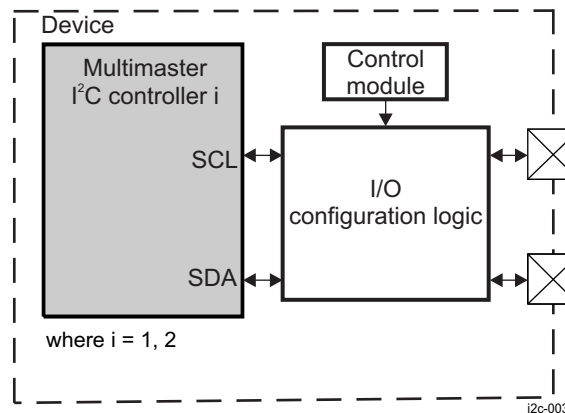 Device
Multimaster
I²C controller i
Control
module
SCL
I/O
configuration logic
SDA
where i = 1, 2
i2c-003